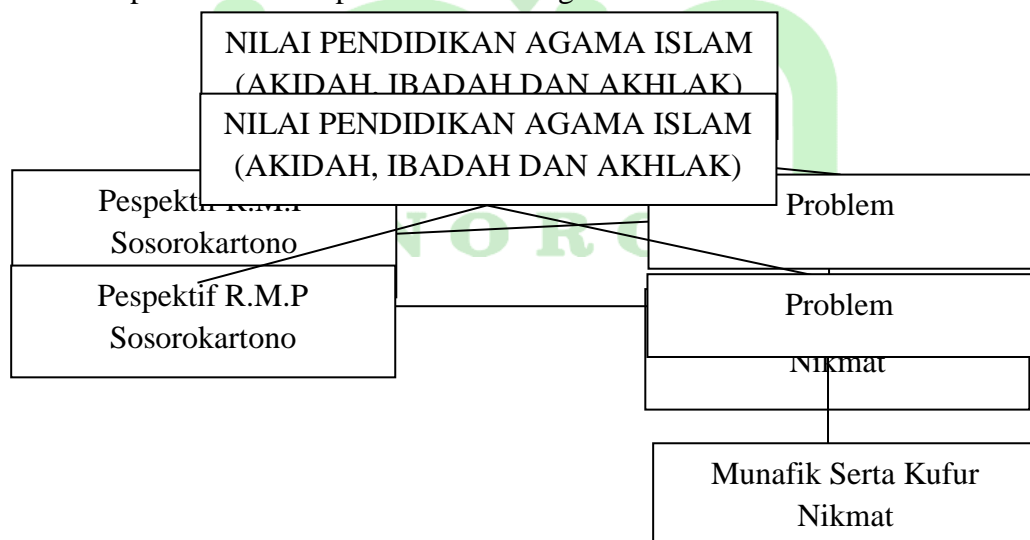 NILAI PENDIDIKAN AGAMA ISLAM
(AKIDAH, IBADAH DAN AKHLAK)
NILAI PENDIDIKAN AGAMA ISLAM
(AKIDAH, IBADAH DAN AKHLAK)
Sosorokartono
Problem
Pespektif R.M.P
Sosorokartono
Problem
Nikmat
Munafik Serta Kufur
Nikmat